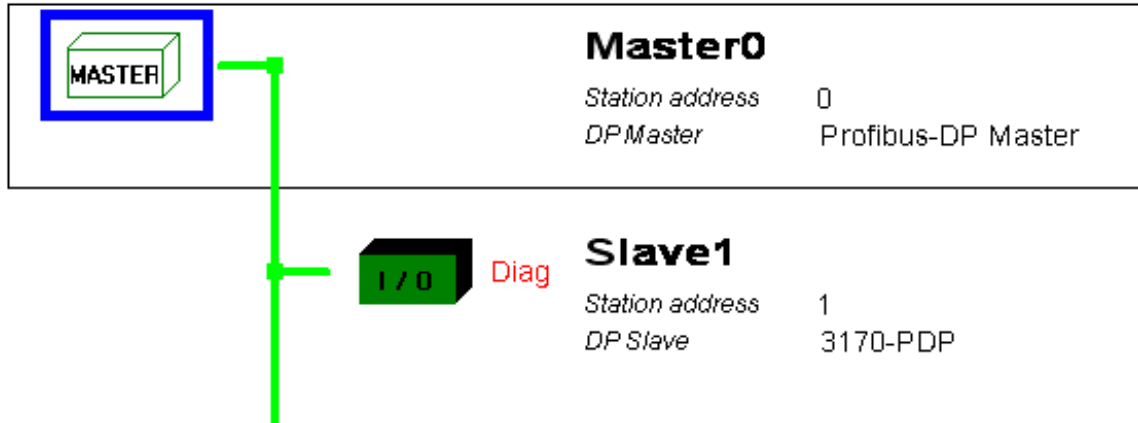 MASTER
Master0
Station address 0
DP Master Profibus-DP Master
I / O
Diag
Slave1
Station address 1
DP Slave 3170-PDP